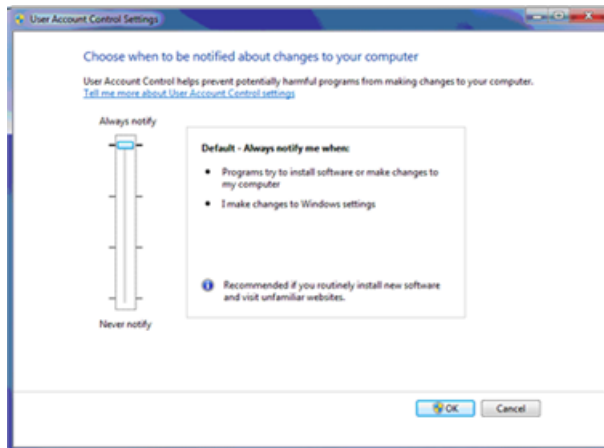 User Account Control Settings
Choose when to be notified about changes to your computer
User Account Control helps prevent potentially harmful programs from making changes to your computer.
Tell me more about User Account Control settings
Always notify
Default - Always notify me when:
• Programs try to install software or make changes to
my computer
• I make changes to Windows settings
Recommended if you routinely install new software
and visit unfamiliar websites.
Never notify
OK
Cancel